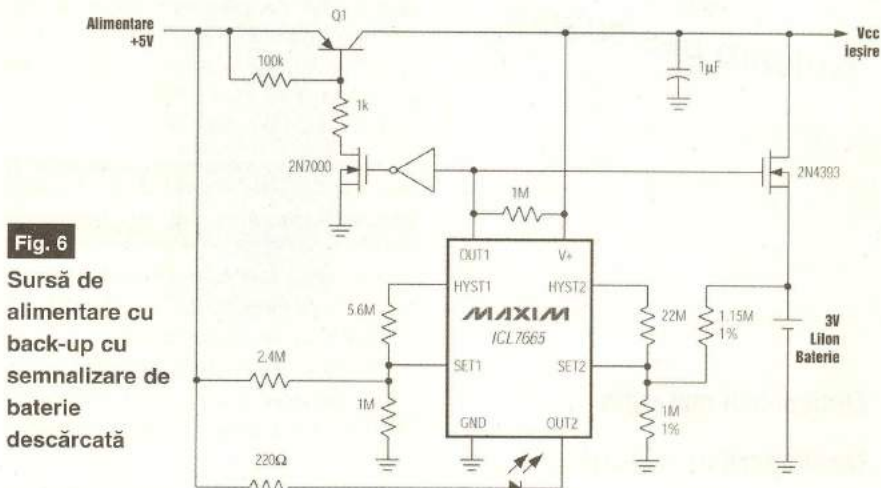 Alimentare
+5V
Q1
Vcc
ieșire
100k
1µF
1k
2N7000
2N4393
1M
OUT1
V+
HYST1
HYST2
5.6M
MAXIM
ICL7665
22M
1.15M
1%
3V
LiIon
Baterie
2.4M
SET1
SET2
1M
1M
1%
GND
OUT2
220Ω
Fig. 6
Sursă de
alimentare cu
back-up cu
semnalizare de
baterie
descărcată